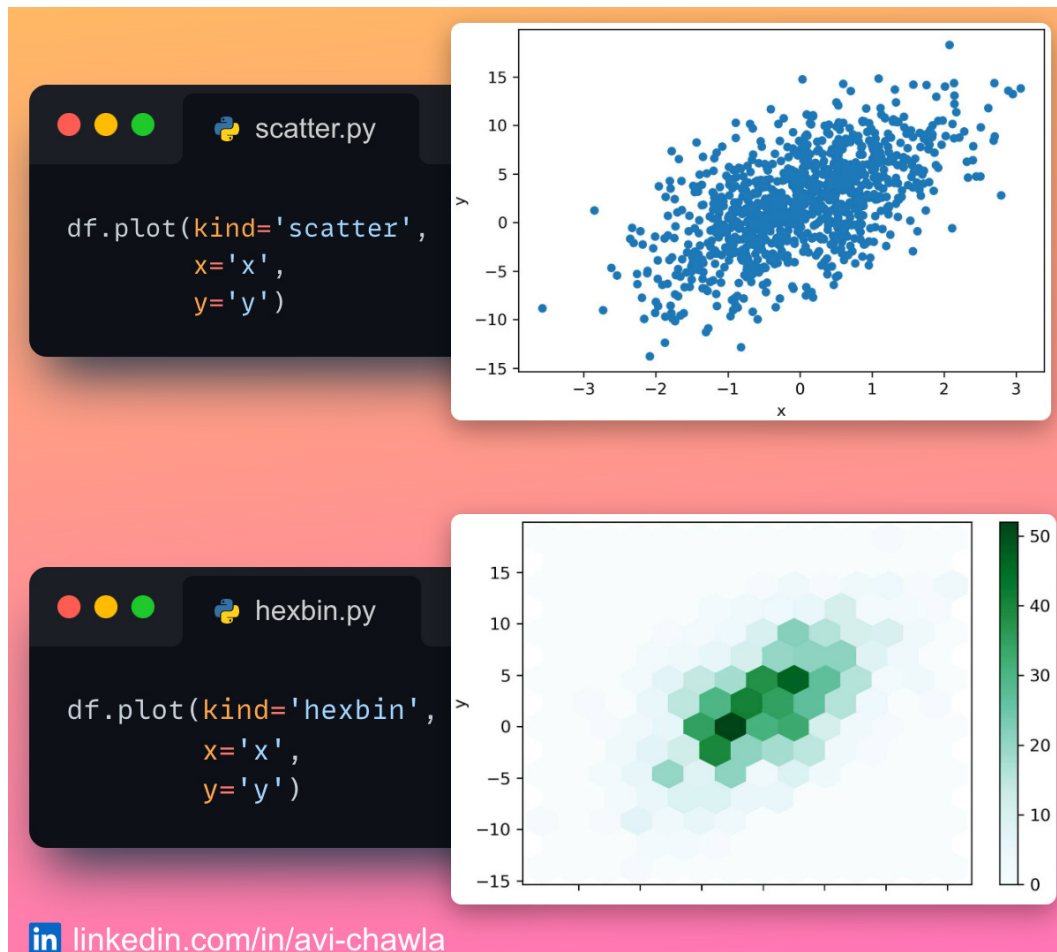 scatter.py
df.plot(kind='scatter',
x='x',
y='y')
15
10
5
0
−5
−10
−15
y
−3 −2 −1 0 1 2 3
x
hexbin.py
df.plot(kind='hexbin',
x='x',
y='y')
15
10
5
0
−5
−10
−15
y
50
40
30
20
10
0
in linkedin.com/in/avi-chawla